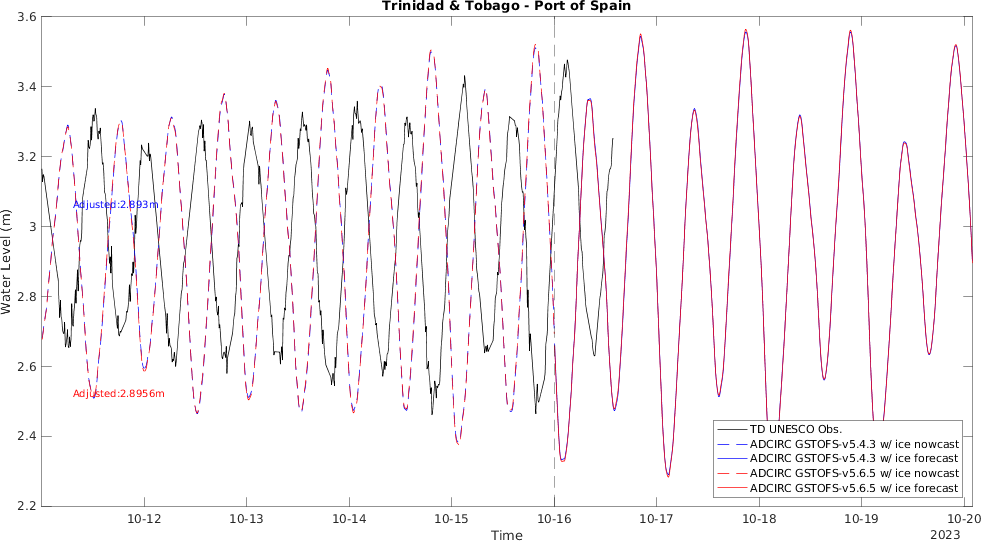 Trinidad & Tobago - Port of Spain
3.6
3.4
3.2
3
2.8
2.6
2.4
2.2
Water Level (m)
Adjusted:2.893m
Adjusted:2.8956m
TD UNESCO Obs.
ADCIRC GSTOFS-v5.4.3 w/ ice nowcast
ADCIRC GSTOFS-v5.4.3 w/ ice forecast
ADCIRC GSTOFS-v5.6.5 w/ ice nowcast
ADCIRC GSTOFS-v5.6.5 w/ ice forecast
10-12 10-13 10-14 10-15 10-16 10-17 10-18 10-19 10-20
2023
Time